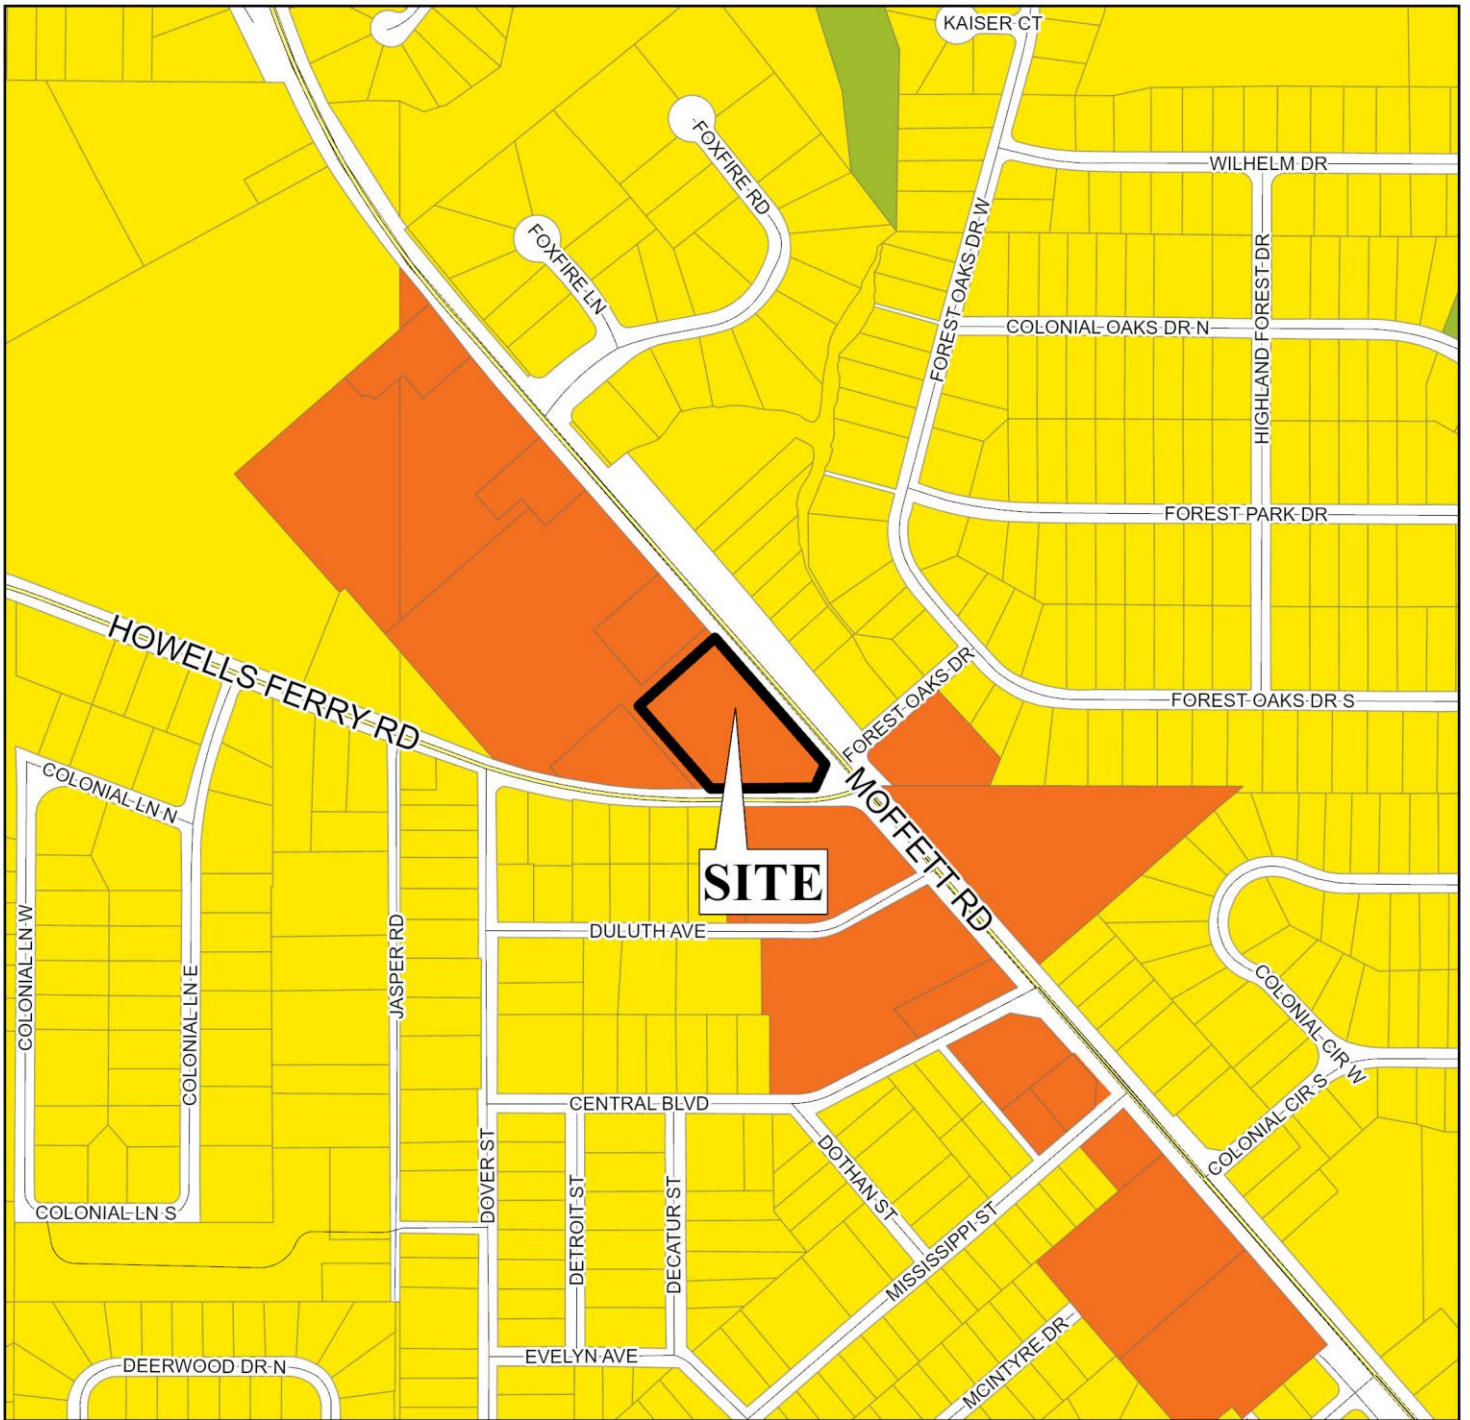 KAISER CT
FOXFIRE RD
WILHELM DR
FOXFIRE LN
FOREST OAKS DR W
HIGHLAND FOREST DR
COLONIAL OAKS DR N
FOREST PARK DR
HOWELLS FERRY RD
FOREST OAKS DR
FOREST OAKS DR S
COLONIAL LN N
MOFFETT RD
SITE
COLONIAL LN W
JASPER RD
DULUTH AVE
COLONIAL LN E
COLONIAL CIR W
CENTRAL BLVD
COLONIAL CIR S
DOVER ST
DOTHAN ST
DETROIT ST
DECATUR ST
COLONIAL LN S
MISSISSIPPI ST
EVELYN AVE
MCINTYRE DR
DEERWOOD DR N